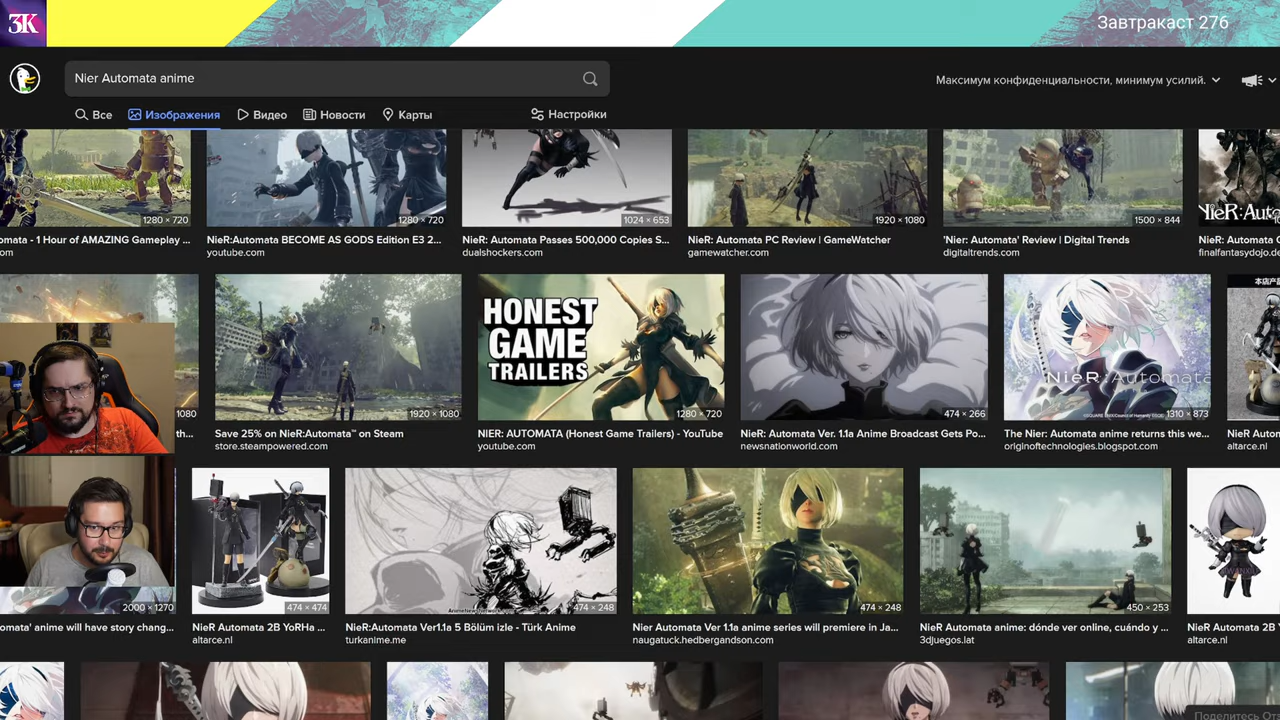 3K
Завтракаст 276
Nier Automata anime
Максимум конфиденциальности, минимум усилий.
Все
Изображения
Видео
Новости
Карты
Настройки
1280 × 720
1280 × 720
1024 × 653
1920 × 1080
1500 × 844
NieR:Auto
omata - 1 Hour of AMAZING Gameplay ...
NieR:Automata BECOME AS GODS Edition E3 2...
NieR: Automata Passes 500,000 Copies S...
NieR: Automata PC Review | GameWatcher
'Nier: Automata' Review | Digital Trends
NieR: Automata
om
youtube.com
dualshockers.com
gamewatcher.com
digitaltrends.com
finalfantasydojo.de
HONEST
GAME
TRAILERS
NieR:Automata
1080
1920 × 1080
1280 × 720
474 × 266
1310 × 873
th...
Save 25% on NieR:Automata™ on Steam
NIER: AUTOMATA (Honest Game Trailers) - YouTube
NieR: Automata Ver. 1.1a Anime Broadcast Gets Po...
The Nier: Automata anime returns this we...
NieR Autom
store.steampowered.com
youtube.com
newsnationworld.com
originoftechnologies.blogspot.com
altarce.nl
2000 × 1270
474 × 474
474 × 248
474 × 248
450 × 253
omata' anime will have story chang...
NieR Automata 2B YoRHa ...
NieR:Automata Ver1.1a 5 Bölüm izle - Türk Anime
Nier Automata Ver 1.1a anime series will premiere in Ja...
NieR Automata anime: dónde ver online, cuándo y ...
NieR Automata 2B Y
altarce.nl
turkanime.me
naugatuck.hedbergandson.com
3djuegos.lat
altarce.nl
Поделитесь От